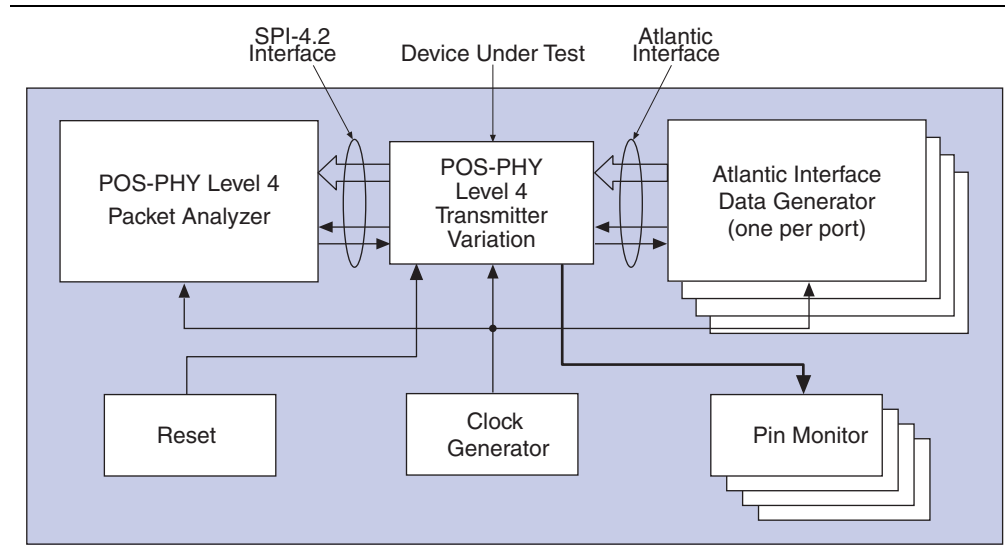 SPI-4.2
Interface
Device Under Test
Atlantic
Interface
POS-PHY Level 4
Packet Analyzer
POS-PHY
Level 4
Transmitter
Variation
Atlantic Interface
Data Generator
(one per port)
Reset
Clock
Generator
Pin Monitor